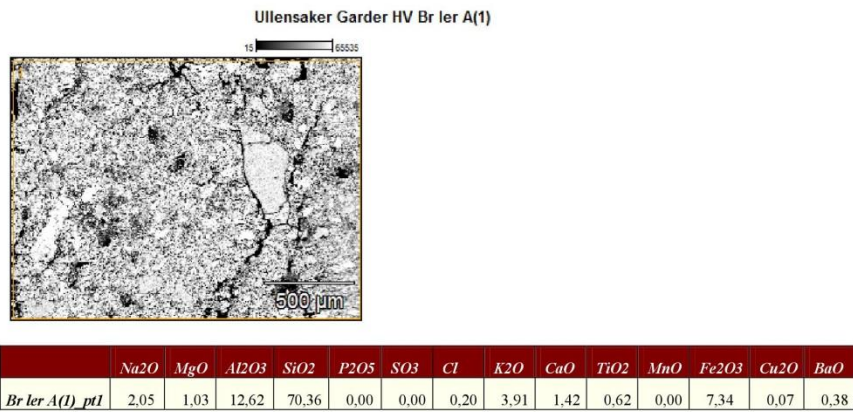 Ullensaker Garder HV Br ler A(1)
15 65535
500 µm
Na2O MgO Al2O3 SiO2 P2O5 SO3 Cl K2O CaO TiO2 MnO Fe2O3 Cu2O BaO
Br ler A(1)_pt1 2,05 1,03 12,62 70,36 0,00 0,00 0,20 3,91 1,42 0,62 0,00 7,34 0,07 0,38